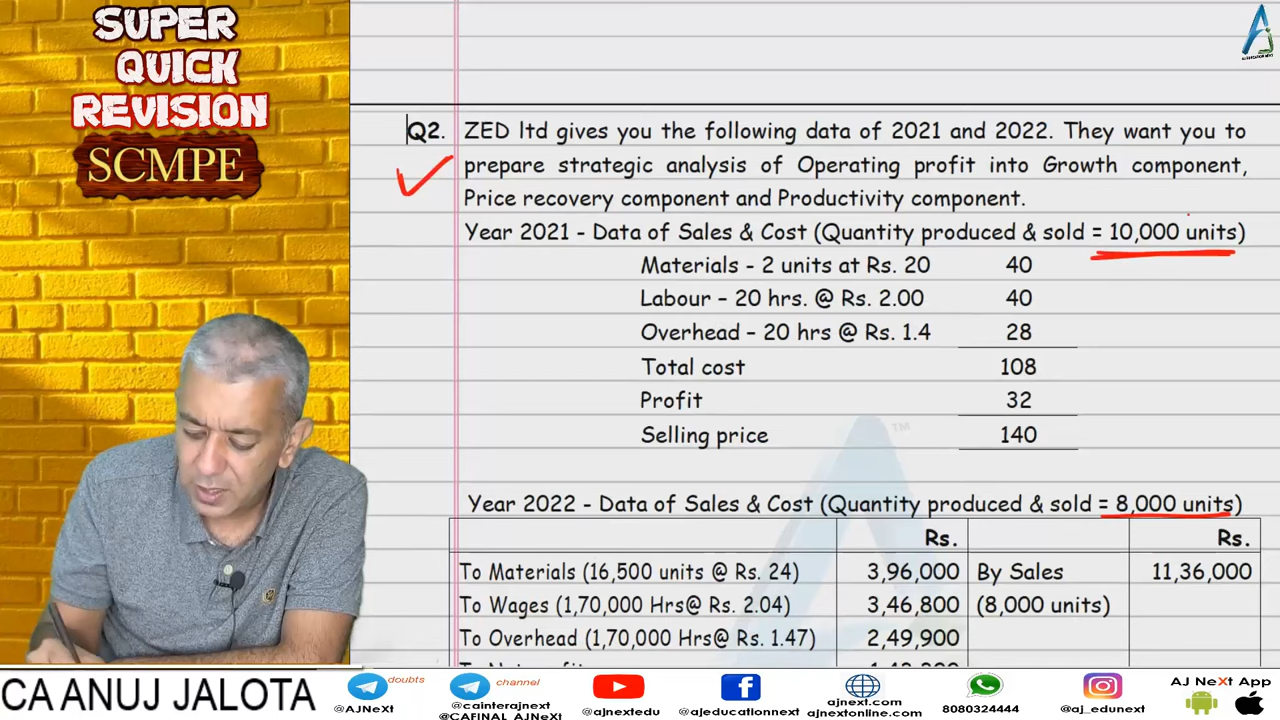 SUPER
QUICK
REVISION
SCMPE
Q2. ZED ltd gives you the following data of 2021 and 2022. They want you to
prepare strategic analysis of Operating profit into Growth component,
Price recovery component and Productivity component.
Year 2021 - Data of Sales & Cost (Quantity produced & sold = 10,000 units)
Materials - 2 units at Rs. 20 40
Labour – 20 hrs. @ Rs. 2.00 40
Overhead – 20 hrs @ Rs. 1.4 28
Total cost 108
Profit 32
Selling price 140
TM
Year 2022 - Data of Sales & Cost (Quantity produced & sold = 8,000 units)
Rs. Rs.
To Materials (16,500 units @ Rs. 24) 3,96,000 By Sales 11,36,000
To Wages (1,70,000 Hrs@ Rs. 2.04) 3,46,800 (8,000 units)
To Overhead (1,70,000 Hrs@ Rs. 1.47) 2,49,900
CA ANUJ JALOTA
doubts
@AJNeXt
channel
@cainterajnext
@CAFINAL_AJNeXt
@ajnextedu
@ajeducationnext
ajnext.com
ajnextonline.com
8080324444
@aj_edunext
AJ NeXt App